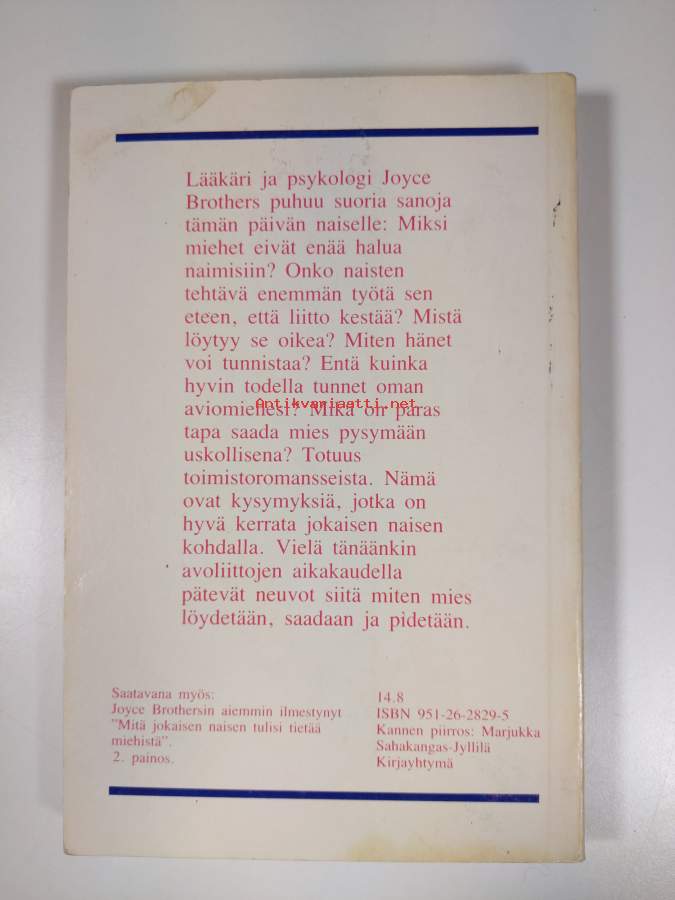 Lääkäri ja psykologi Joyce
Brothers puhuu suoria sanoja
tämän päivän naiselle: Miksi
miehet eivät enää halua
naimisiin? Onko naisten
tehtävä enemmän työtä sen
eteen, että liitto kestää? Mistä
löytyy se oikea? Miten hänet
voi tunnistaa? Entä kuinka
hyvin todella tunnet oman
Antikvariaatti.net
aviomiehesi? Mikä on paras
tapa saada mies pysymään
uskollisena? Totuus
toimistoromansseista. Nämä
ovat kysymyksiä, jotka on
hyvä kerrata jokaisen naisen
kohdalla. Vielä tänäänkin
avoliittojen aikakaudella
pätevät neuvot siitä miten mies
löydetään, saadaan ja pidetään.
Saatavana myös:
Joyce Brothersin aiemmin ilmestynyt
"Mitä jokaisen naisen tulisi tietää
miehistä".
2. painos.
14.8
ISBN 951-26-2829-5
Kannen piirros: Marjukka
Sahakangas-Jyllilä
Kirjayhtymä